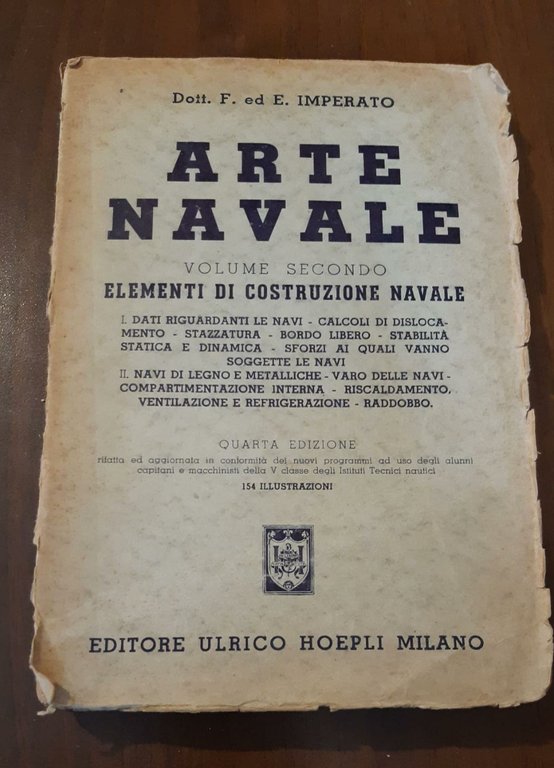 Dott. F. ed E. IMPERATO
ARTE
NAVALE
VOLUME SECONDO
ELEMENTI DI COSTRUZIONE NAVALE
I. DATI RIGUARDANTI LE NAVI - CALCOLI DI DISLOCA-
MENTO - STAZZATURA - BORDO LIBERO - STABILITÀ
STATICA E DINAMICA - SFORZI AI QUALI VANNO
SOGGETTE LE NAVI
II. NAVI DI LEGNO E METALLICHE - VARO DELLE NAVI -
COMPARTIMENTAZIONE INTERNA - RISCALDAMENTO,
VENTILAZIONE E REFRIGERAZIONE - RADDOBBO.
QUARTA EDIZIONE
rifatta ed aggiornata in conformità dei nuovi programmi ad uso degli alunni
capitani e macchinisti della V classe degli Istituti Tecnici nautici
154 ILLUSTRAZIONI
EDITORE ULRICO HOEPLI MILANO